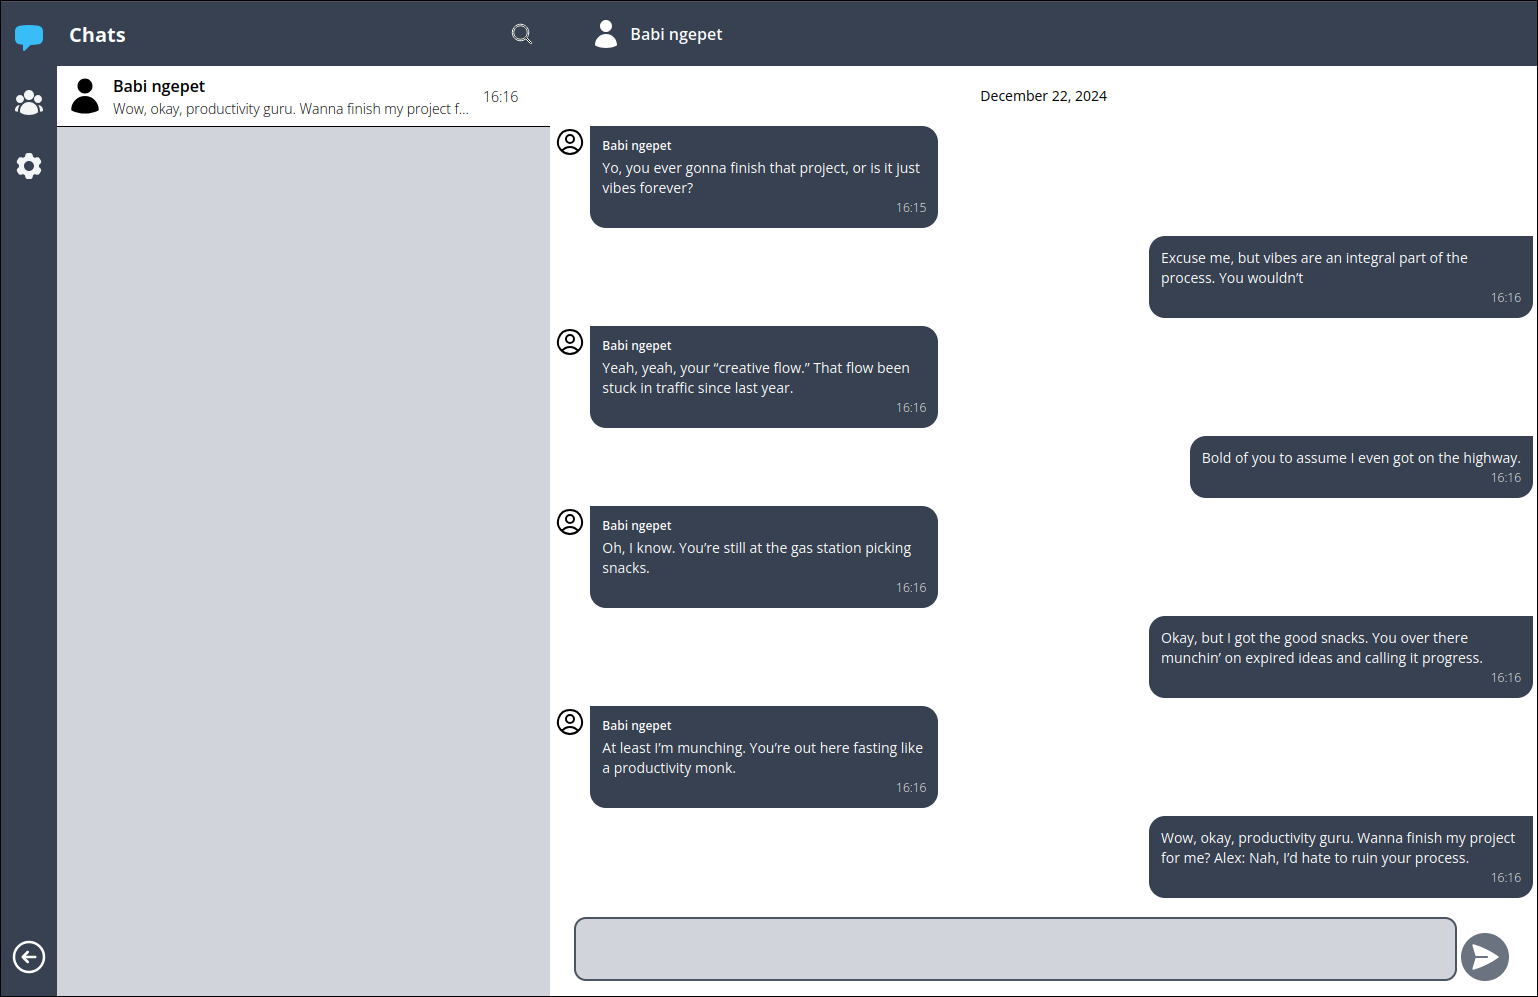 Chats
Babi ngepet
Babi ngepet
Wow, okay, productivity guru. Wanna finish my project f...
16:16
December 22, 2024
Babi ngepet
Yo, you ever gonna finish that project, or is it just
vibes forever?
16:15
Excuse me, but vibes are an integral part of the
process. You wouldn’t
16:16
Babi ngepet
Yeah, yeah, your “creative flow.” That flow been
stuck in traffic since last year.
16:16
Bold of you to assume I even got on the highway.
16:16
Babi ngepet
Oh, I know. You’re still at the gas station picking
snacks.
16:16
Okay, but I got the good snacks. You over there
munchin’ on expired ideas and calling it progress.
16:16
Babi ngepet
At least I’m munching. You’re out here fasting like
a productivity monk.
16:16
Wow, okay, productivity guru. Wanna finish my project
for me? Alex: Nah, I’d hate to ruin your process.
16:16